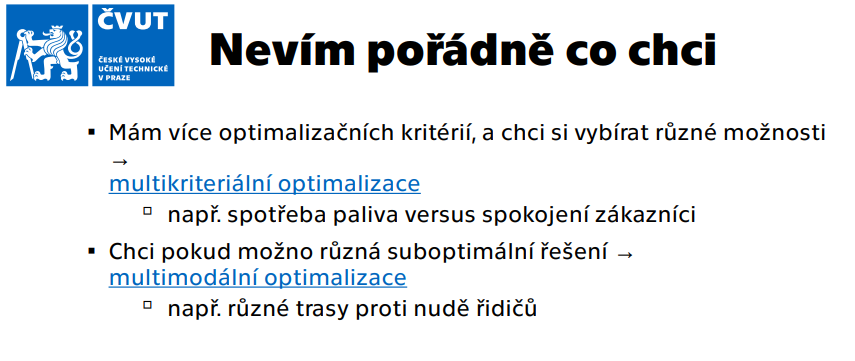 ČVUT
ČESKÉ VYSOKÉ
UČENÍ TECHNICKÉ
V PRAZE
Nevím pořádně co chci
▪ Mám více optimalizačních kritérií, a chci si vybírat různé možnosti
→
multikriteriální optimalizace
▫ např. spotřeba paliva versus spokojení zákazníci
▪ Chci pokud možno různá suboptimální řešení →
multimodální optimalizace
▫ např. různé trasy proti nudě řidičů